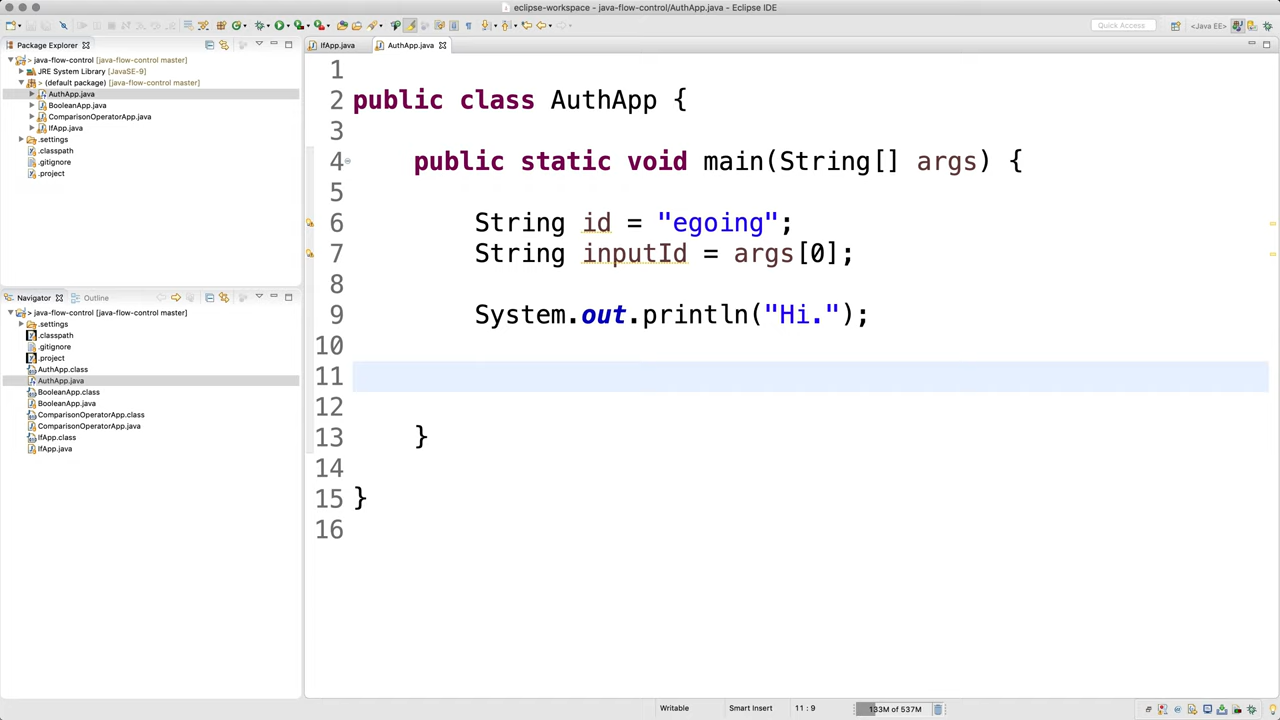 eclipse-workspace - java-flow-control/AuthApp.java - Eclipse IDE
Quick Access
<Java EE>
Package Explorer
IfApp.java
AuthApp.java
> java-flow-control [java-flow-control master]
JRE System Library [JavaSE-9]
> (default package) [java-flow-control master]
AuthApp.java
BooleanApp.java
ComparisonOperatorApp.java
IfApp.java
.settings
.classpath
.gitignore
.project
Navigator
Outline
> java-flow-control [java-flow-control master]
.settings
.classpath
.gitignore
.project
AuthApp.class
AuthApp.java
BooleanApp.class
BooleanApp.java
ComparisonOperatorApp.class
ComparisonOperatorApp.java
IfApp.class
IfApp.java
1
2 public class AuthApp {
3
4 public static void main(String[] args) {
5
6 String id = "egoing";
7 String inputId = args[0];
8
9 System.out.println("Hi.");
10
11
12
13 }
14
15 }
16
Writable
Smart Insert
11 : 9
133M of 537M